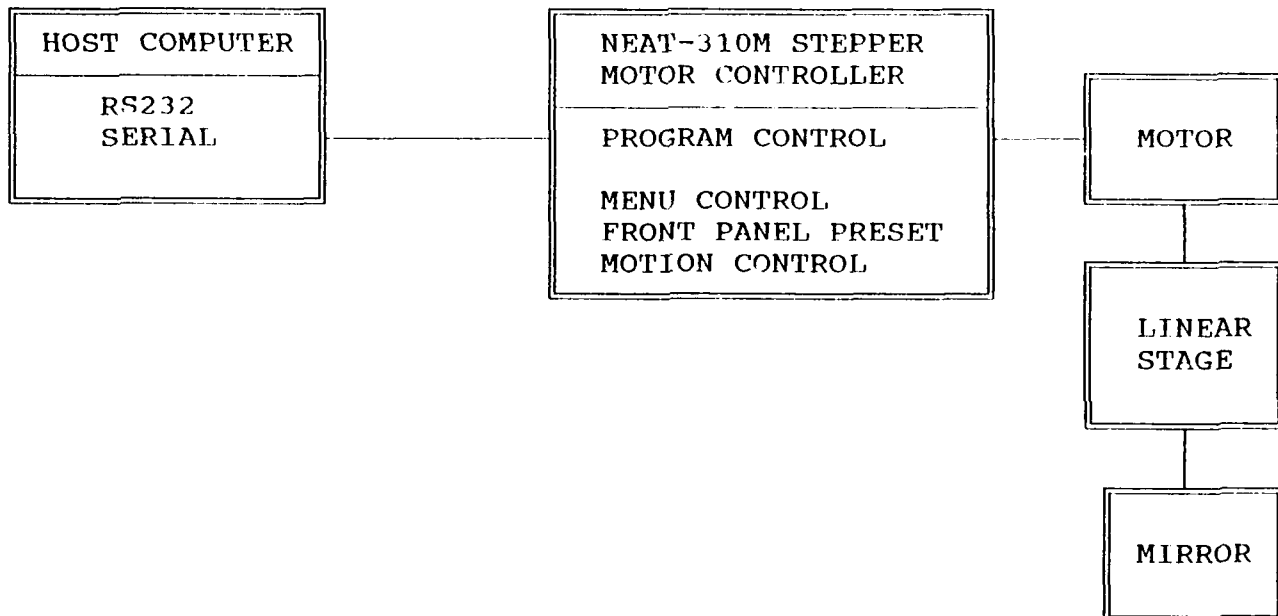 HOST COMPUTER
RS232
SERIAL
NEAT-310M STEPPER
MOTOR CONTROLLER
PROGRAM CONTROL
MENU CONTROL
FRONT PANEL PRESET
MOTION CONTROL
MOTOR
LINEAR
STAGE
MIRROR